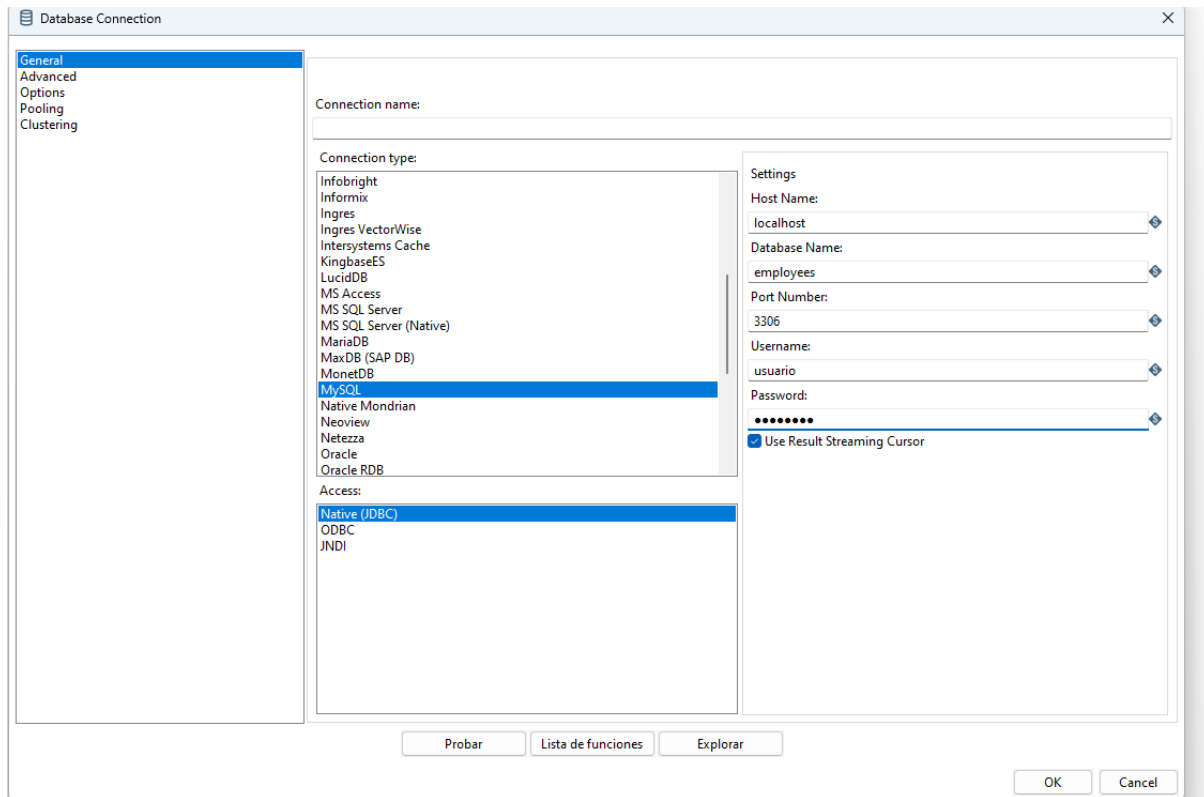 Database Connection
General
Advanced
Options
Pooling
Clustering
Connection name:
Connection type:
Infobright
Informix
Ingres
Ingres VectorWise
Intersystems Cache
KingbaseES
LucidDB
MS Access
MS SQL Server
MS SQL Server (Native)
MariaDB
MaxDB (SAP DB)
MonetDB
MySQL
Native Mondrian
Neoview
Netezza
Oracle
Oracle RDB
Access:
Native (JDBC)
ODBC
JNDI
Settings
Host Name:
localhost
Database Name:
employees
Port Number:
3306
Username:
usuario
Password:
●●●●●●●●
Use Result Streaming Cursor
Probar
Lista de funciones
Explorar
OK
Cancel